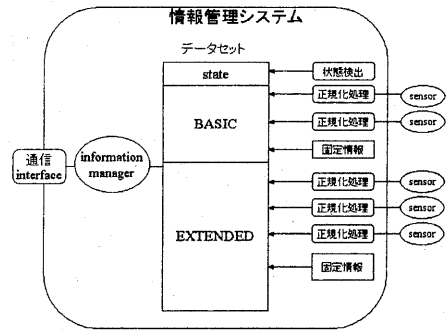 情報管理システム
データセット
state
状態検出
正規化処理
sensor
BASIC
正規化処理
sensor
固定情報
通信
interface
information
manager
正規化処理
sensor
正規化処理
sensor
EXTENDED
正規化処理
sensor
固定情報